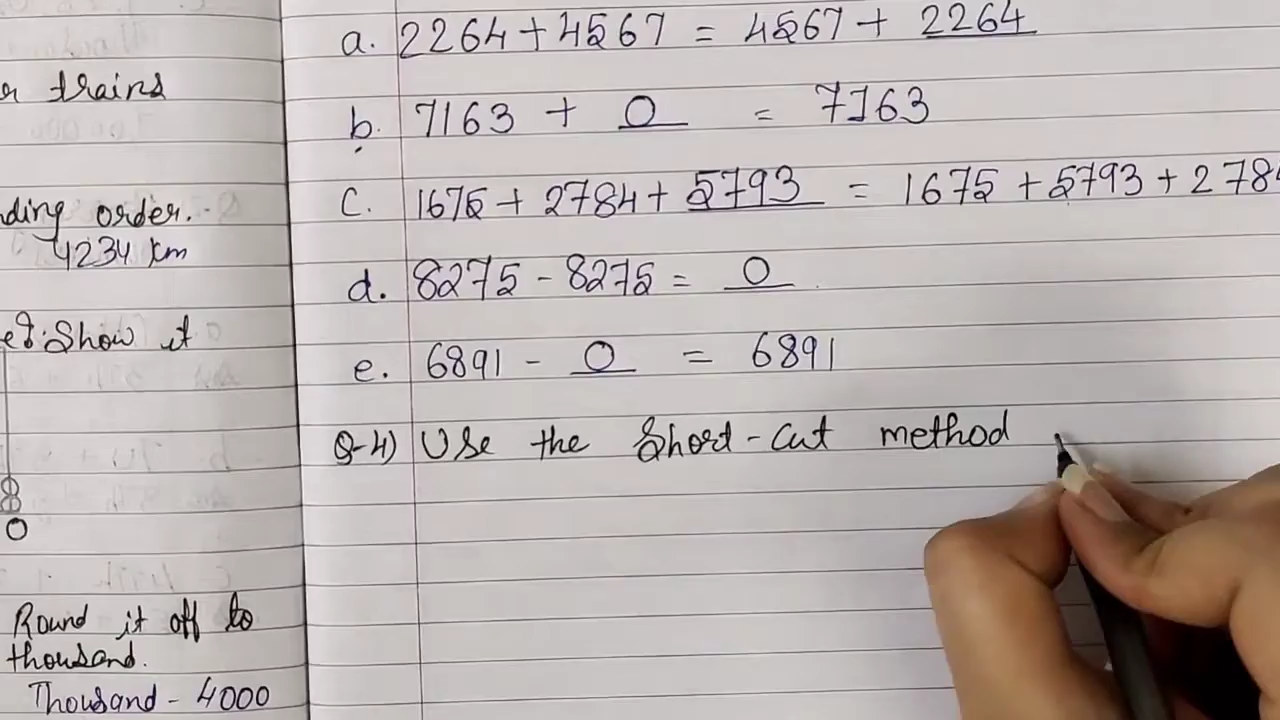 trains
ding order.
4234 km
Show it
0
Round it off to
thousand.
Thousand - 4000
a. 2264 + 4567 = 4567 + 2264
b. 7163 + 0 = 7163
c. 1675 + 2784 + 5793 = 1675 + 5793 + 278
d. 8275 - 8275 = 0
e. 6891 - 0 = 6891
Q-4) Use the Short-Cut method